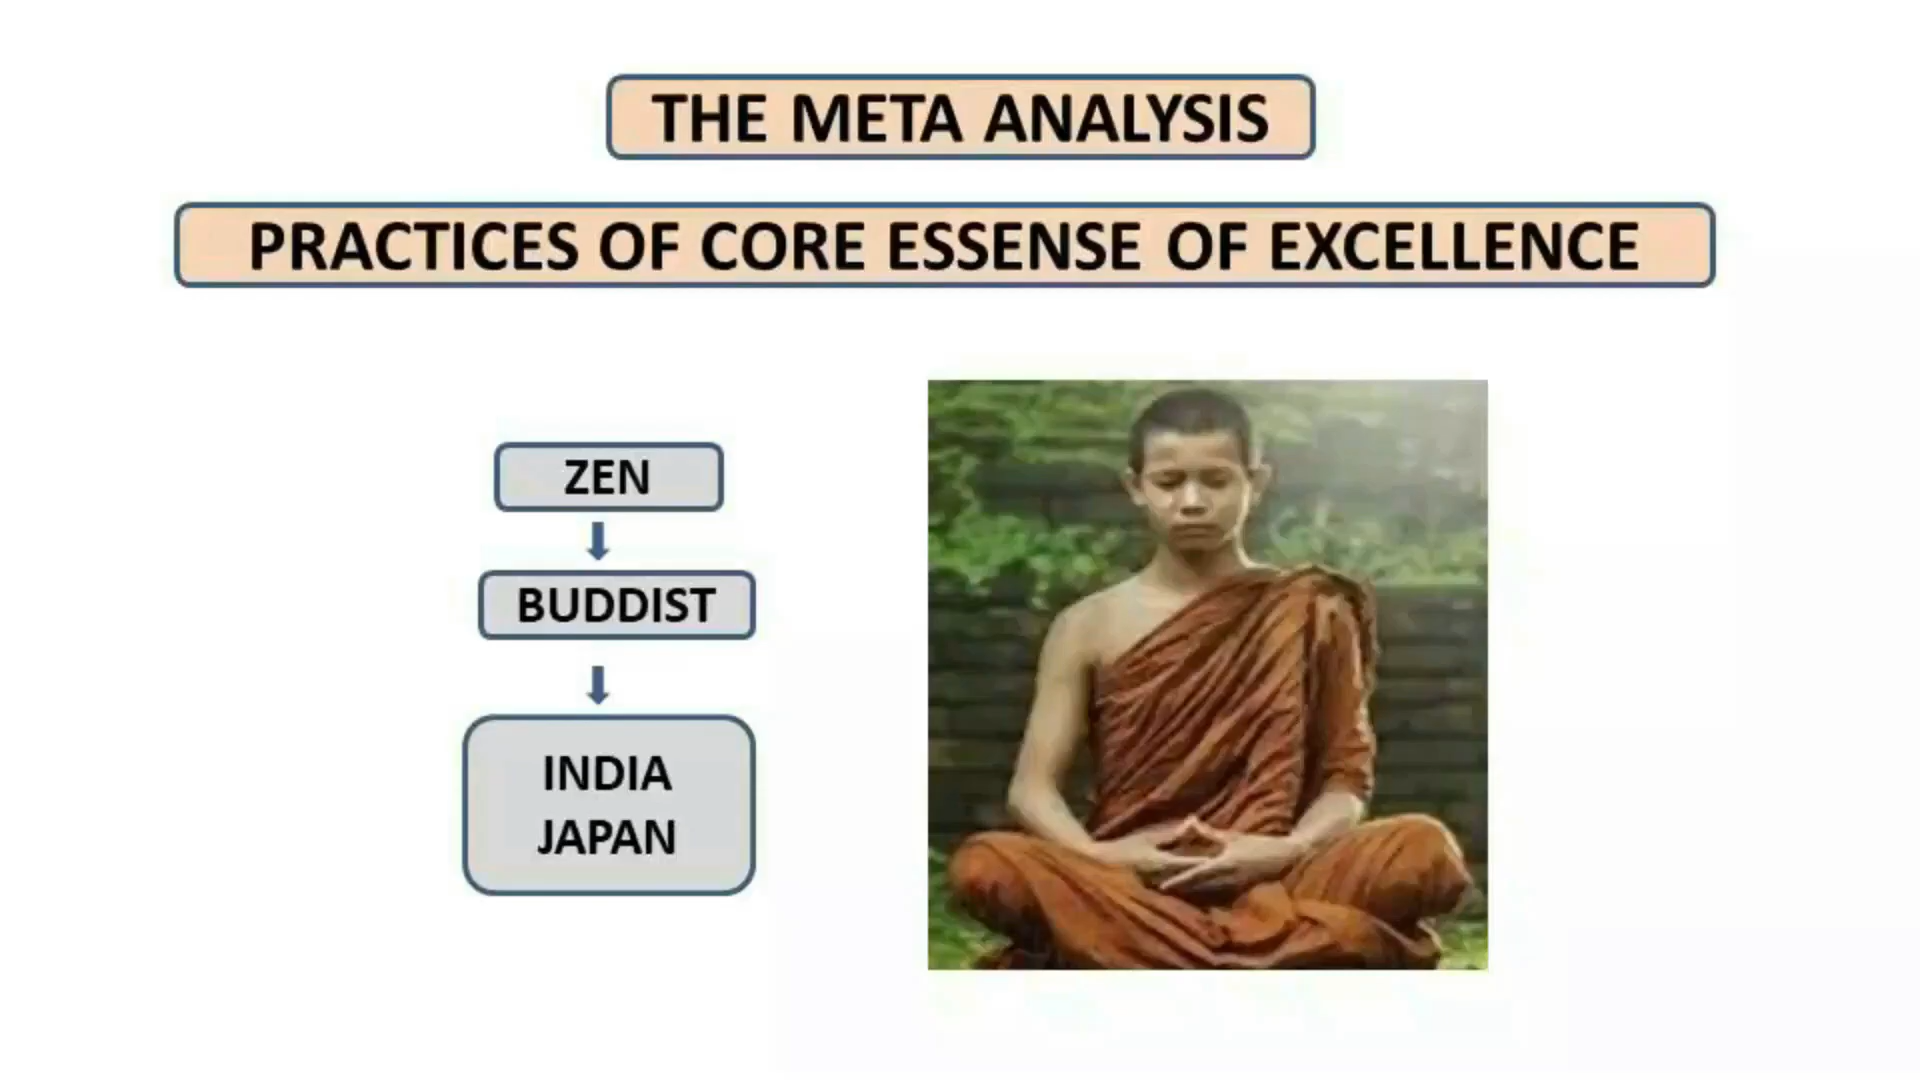 THE META ANALYSIS
PRACTICES OF CORE ESSENSE OF EXCELLENCE
ZEN
BUDDIST
INDIA
JAPAN